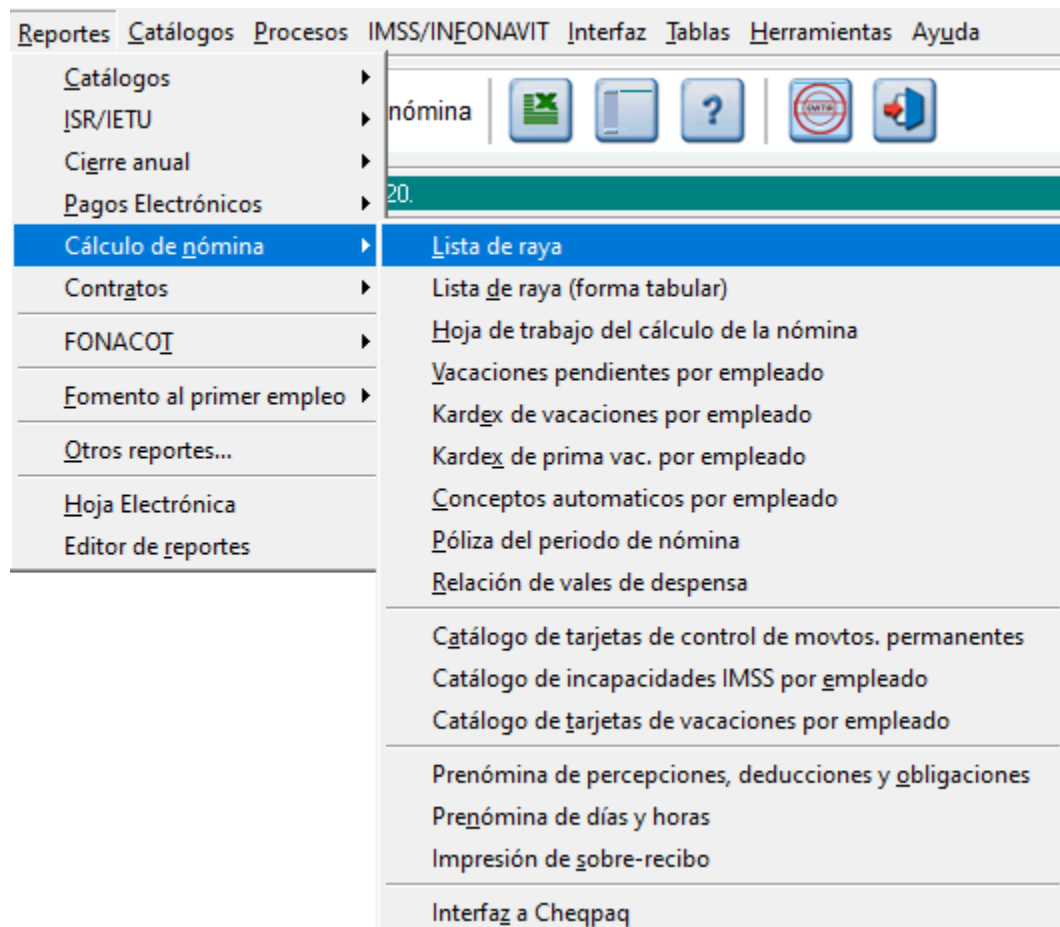 Reportes Catálogos Procesos IMSS/INFONAVIT Interfaz Tablas Herramientas Ayuda
nómina
?
EMITIR
20.
Catálogos
ISR/IETU
Cierre anual
Pagos Electrónicos
Cálculo de nómina
Contratos
FONACOT
Fomento al primer empleo
Otros reportes...
Hoja Electrónica
Editor de reportes
Lista de raya
Lista de raya (forma tabular)
Hoja de trabajo del cálculo de la nómina
Vacaciones pendientes por empleado
Kardex de vacaciones por empleado
Kardex de prima vac. por empleado
Conceptos automaticos por empleado
Póliza del periodo de nómina
Relación de vales de despensa
Catálogo de tarjetas de control de movtos. permanentes
Catálogo de incapacidades IMSS por empleado
Catálogo de tarjetas de vacaciones por empleado
Prenómina de percepciones, deducciones y obligaciones
Prenómina de días y horas
Impresión de sobre-recibo
Interfaz a Cheqpaq